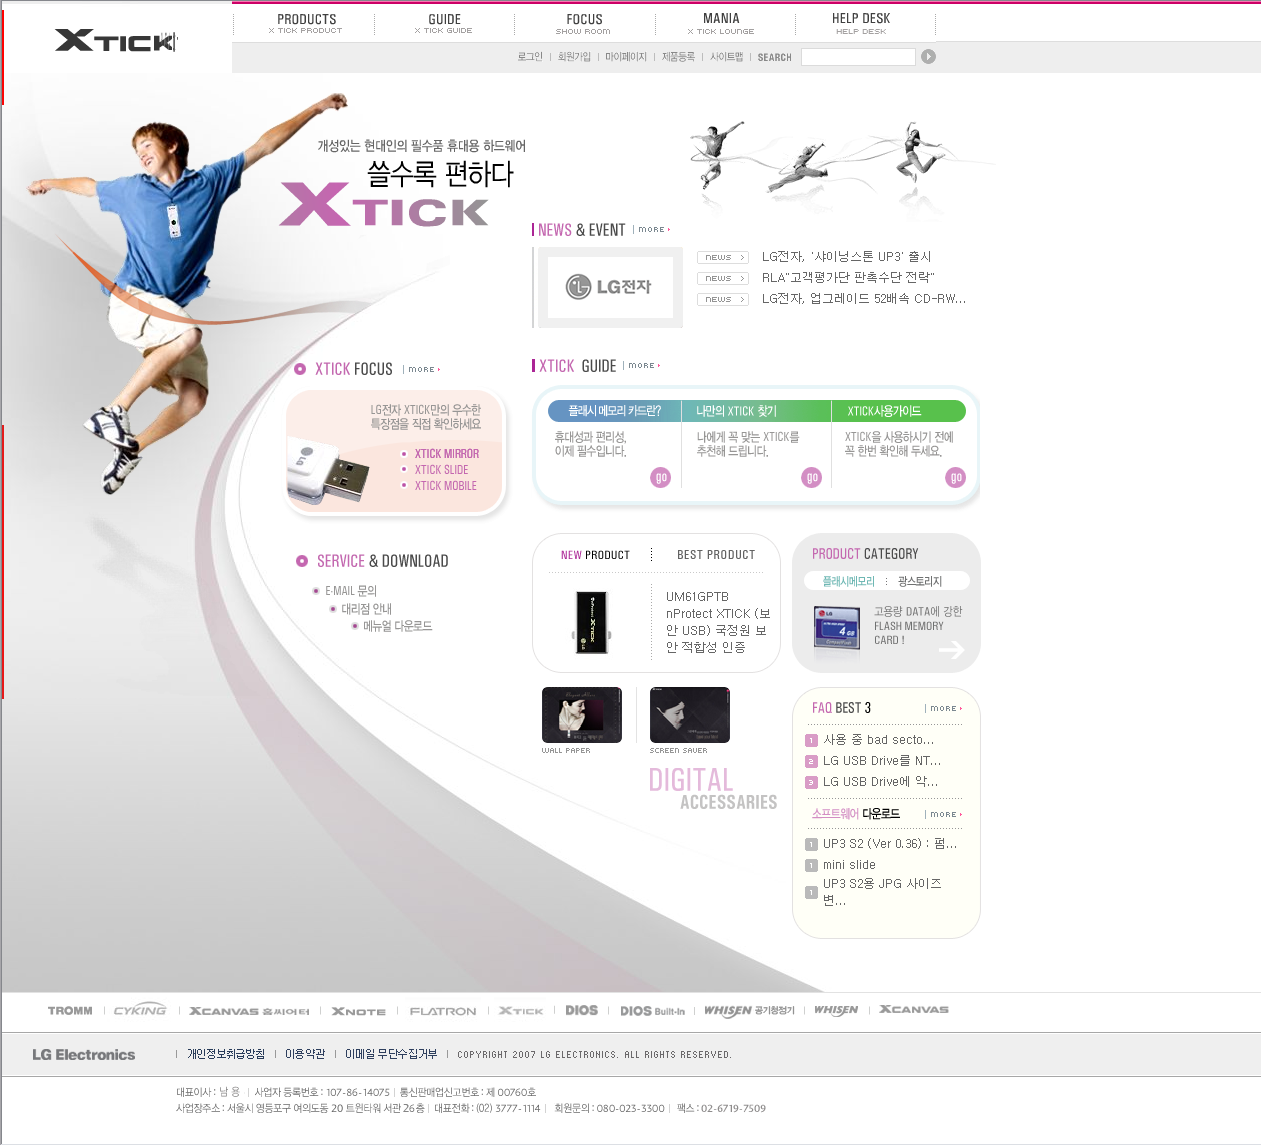 XTICK
PRODUCTS GUIDE FOCUS MANIA HELP DESK
X TICK PRODUCT X TICK GUIDE SHOW ROOM X TICK LOUNGE HELP DESK
로그인 회원가입 마이페이지 제품등록 사이트맵 SEARCH
개성있는 현대인의 필수품 휴대용 하드웨어
쓸수록 편하다
XTICK
NEWS & EVENT MORE
LG전자
NEWS LG전자, '샤이닝스톤 UP3' 출시
NEWS RLA"고객평가단 판촉수단 전략"
NEWS LG전자, 업그레이드 52배속 CD-RW...
XTICK FOCUS MORE
LG전자 XTICK만의 우수한
특장점을 직접 확인하세요
XTICK MIRROR
XTICK SLIDE
XTICK MOBILE
XTICK GUIDE MORE
플래시 메모리 카드란? 나만의 XTICK 찾기 XTICK사용가이드
휴대성과 편리성,
이제 필수입니다.
go
나에게 꼭 맞는 XTICK를
추천해 드립니다.
go
XTICK을 사용하시기 전에
꼭 한번 확인해 두세요.
go
SERVICE & DOWNLOAD
E-MAIL 문의
대리점 안내
메뉴얼 다운로드
NEW PRODUCT BEST PRODUCT
XTICK
UM61GPTB
nProtect XTICK (보
안 USB) 국정원 보
안 적합성 인증
PRODUCT CATEGORY
플래시메모리 : 광스토리지
4GB
고용량 DATA에 강한
FLASH MEMORY
CARD !
WALL PAPER SCREEN SAVER
DIGITAL
ACCESSARIES
FAQ BEST 3 MORE
1 사용 중 bad secto...
2 LG USB Drive를 NT...
3 LG USB Drive에 악...
소프트웨어 다운로드 MORE
1 UP3 S2 (Ver 0.36) : 펌...
1 mini slide
1 UP3 S2용 JPG 사이즈
변...
TROMM CYKING XCANVAS 홈씨어터 XNOTE FLATRON XTICK DIOS DIOS Built-In WHISEN 공기청정기 WHISEN XCANVAS
LG Electronics 개인정보취급방침 이용약관 이메일 무단수집거부 COPYRIGHT 2007 LG ELECTRONICS. ALL RIGHTS RESERVED.
대표이사 : 남 용 사업자 등록번호 : 107-86-14075 통신판매업신고번호 : 제 00760호
사업장주소 : 서울시 영등포구 여의도동 20 트윈타워 서관 26층 대표전화 : (02) 3777-1114 회원문의 : 080-023-3300 팩스 : 02-6719-7509